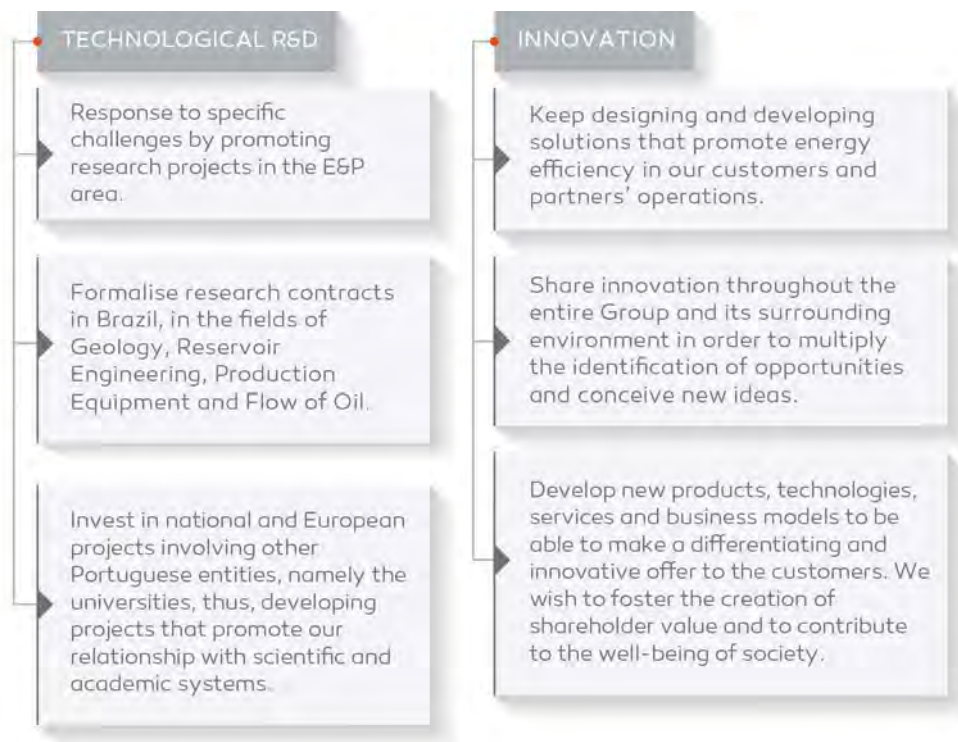 TECHNOLOGICAL R&D
Response to specific
challenges by promoting
research projects in the E&P
area.
Formalise research contracts
in Brazil, in the fields of
Geology, Reservoir
Engineering, Production
Equipment and Flow of Oil.
Invest in national and European
projects involving other
Portuguese entities, namely the
universities, thus, developing
projects that promote our
relationship with scientific and
academic systems.
INNOVATION
Keep designing and developing
solutions that promote energy
efficiency in our customers and
partners’ operations.
Share innovation throughout the
entire Group and its surrounding
environment in order to multiply
the identification of opportunities
and conceive new ideas.
Develop new products, technologies,
services and business models to be
able to make a differentiating and
innovative offer to the customers. We
wish to foster the creation of
shareholder value and to contribute
to the well-being of society.